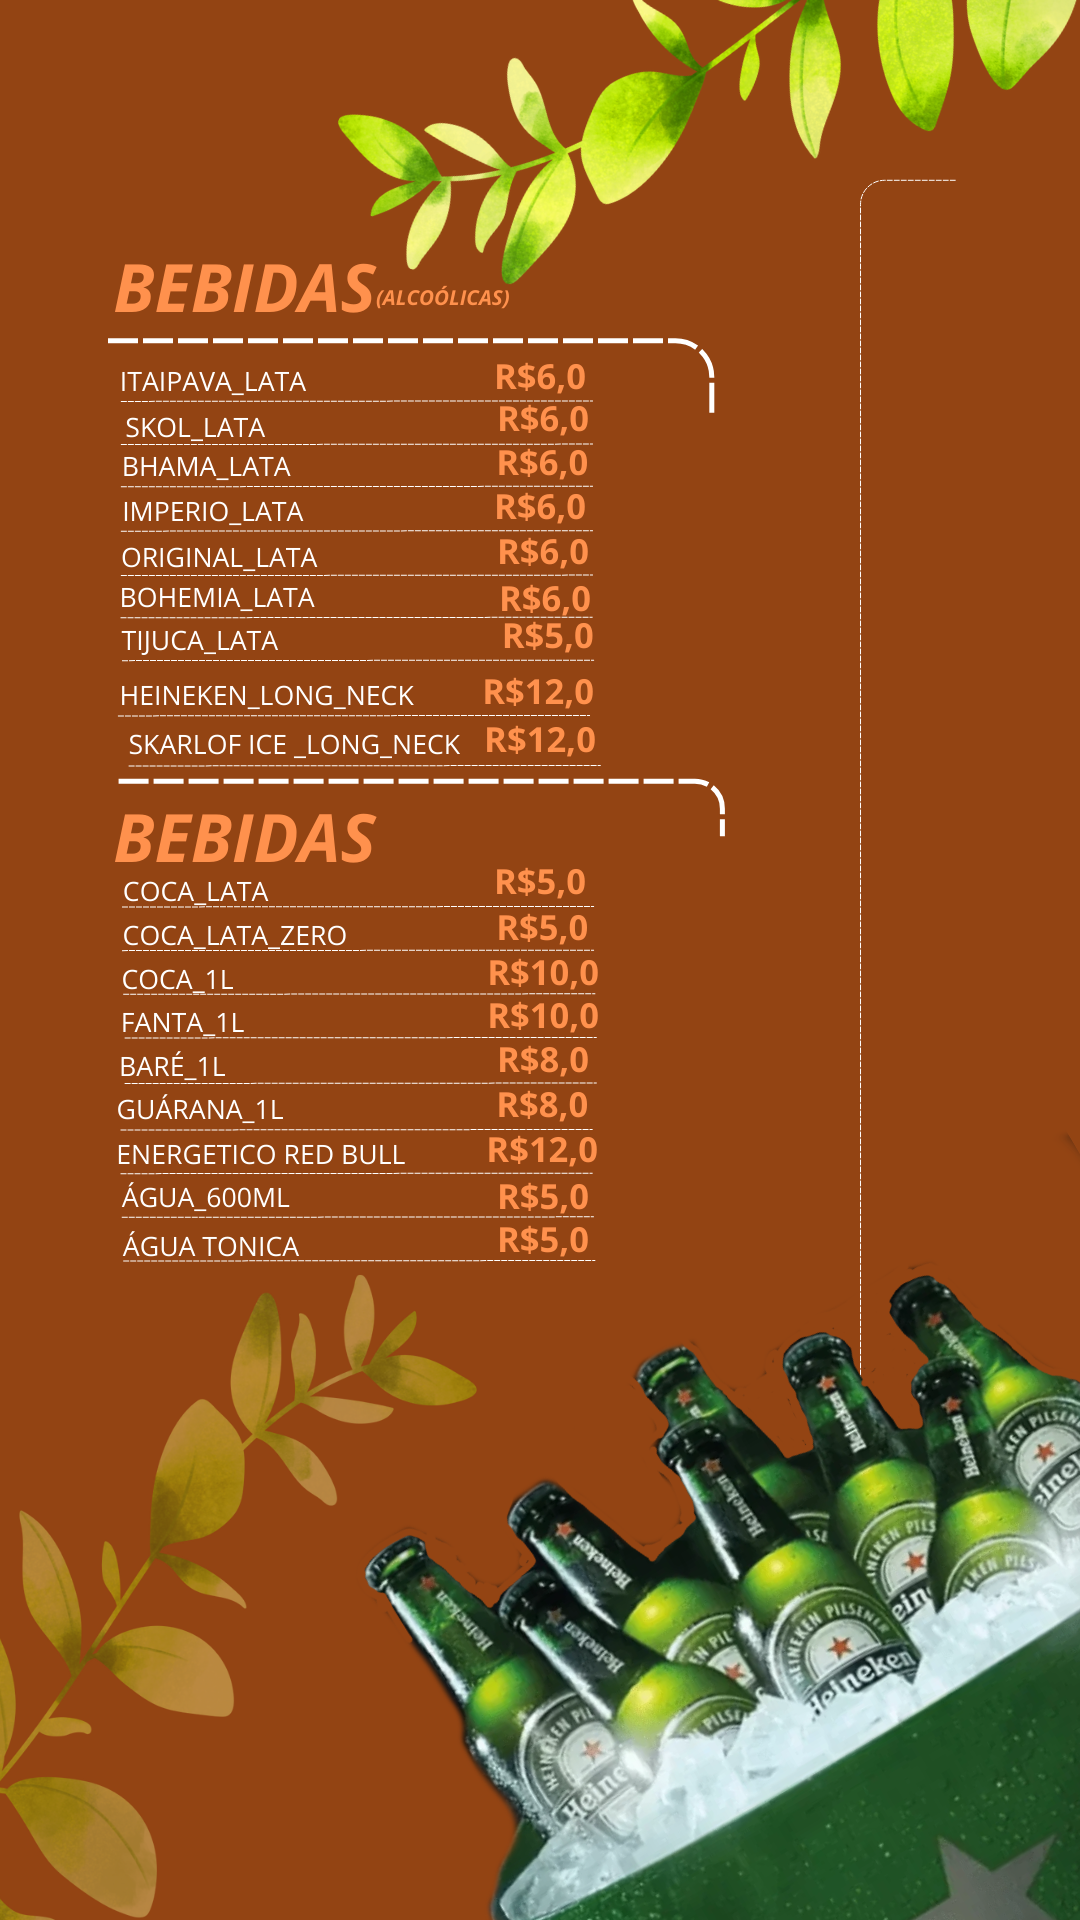 BEBIDAS(ALCOÓLICAS)
ITAIPAVA_LATA R$6,0
SKOL_LATA R$6,0
BHAMA_LATA R$6,0
IMPERIO_LATA R$6,0
ORIGINAL_LATA R$6,0
BOHEMIA_LATA R$6,0
TIJUCA_LATA R$5,0
HEINEKEN_LONG_NECK R$12,0
SKARLOF ICE _LONG_NECK R$12,0
BEBIDAS
COCA_LATA R$5,0
COCA_LATA_ZERO R$5,0
COCA_1L R$10,0
FANTA_1L R$10,0
BARÉ_1L R$8,0
GUÁRANA_1L R$8,0
ENERGETICO RED BULL R$12,0
ÁGUA_600ML R$5,0
ÁGUA TONICA R$5,0
Heineken
Heineken
Heineken
Heineken
Heineken
Heineken
HEINEKEN PILSENER
Heineken